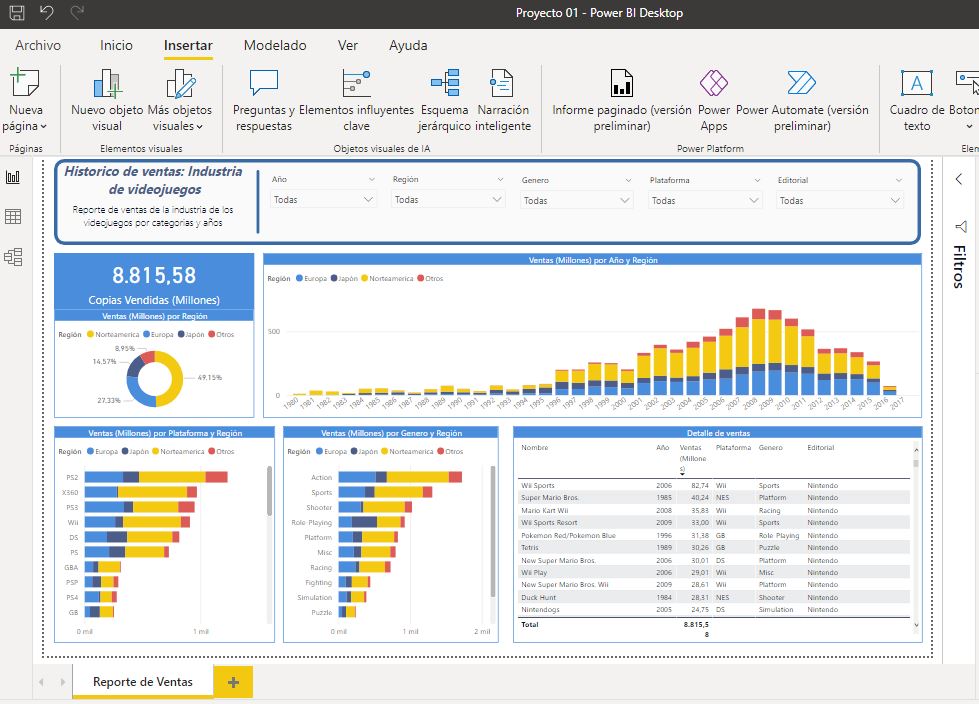 Proyecto 01 - Power BI Desktop
Archivo Inicio Insertar Modelado Ver Ayuda
Nueva página
Nuevo objeto visual
Más objetos visuales
Preguntas y respuestas
Elementos influyentes clave
Esquema jerárquico
Narración inteligente
Informe paginado (versión preliminar)
Power Apps
Power Automate (versión preliminar)
Cuadro de texto
Páginas
Elementos visuales
Objetos visuales de IA
Power Platform
Historico de ventas: Industria
de videojuegos
Reporte de ventas de la industria de los
videojuegos por categorias y años
Año
Todas
Región
Todas
Genero
Todas
Plataforma
Todas
Editorial
Todas
Filtros
8.815,58
Copias Vendidas (Millones)
Ventas (Millones) por Región
Región Norteamerica Europa Japón Otros
8.95%
14.57%
49.15%
27.33%
Ventas (Millones) por Año y Región
Región Europa Japón Norteamerica Otros
500
0
1980 1981 1982 1983 1984 1985 1986 1987 1988 1989 1990 1991 1992 1993 1994 1995 1996 1997 1998 1999 2000 2001 2002 2003 2004 2005 2006 2007 2008 2009 2010 2011 2012 2013 2014 2015 2016 2017
Ventas (Millones) por Plataforma y Región
Región Europa Japón Norteamerica Otros
PS2
X360
PS3
Wii
DS
PS
GBA
PSP
PS4
GB
0 mil 1 mil
Ventas (Millones) por Genero y Región
Región Europa Japón Norteamerica Otros
Action
Sports
Shooter
Role Playing
Platform
Misc
Racing
Fighting
Simulation
Puzzle
0 mil 1 mil 2 mil
Detalle de ventas
Nombre Año Ventas Plataforma Genero Editorial
(Millone
s)
Wii Sports 2006 82,74 Wii Sports Nintendo
Super Mario Bros. 1985 40,24 NES Platform Nintendo
Mario Kart Wii 2008 35,83 Wii Racing Nintendo
Wii Sports Resort 2009 33,00 Wii Sports Nintendo
Pokemon Red/Pokemon Blue 1996 31,38 GB Role Playing Nintendo
Tetris 1989 30,26 GB Puzzle Nintendo
New Super Mario Bros. 2006 30,01 DS Platform Nintendo
Wii Play 2006 29,01 Wii Misc Nintendo
New Super Mario Bros. Wii 2009 28,61 Wii Platform Nintendo
Duck Hunt 1984 28,31 NES Shooter Nintendo
Nintendogs 2005 24,75 DS Simulation Nintendo
Total 8.815,5
8
Reporte de Ventas